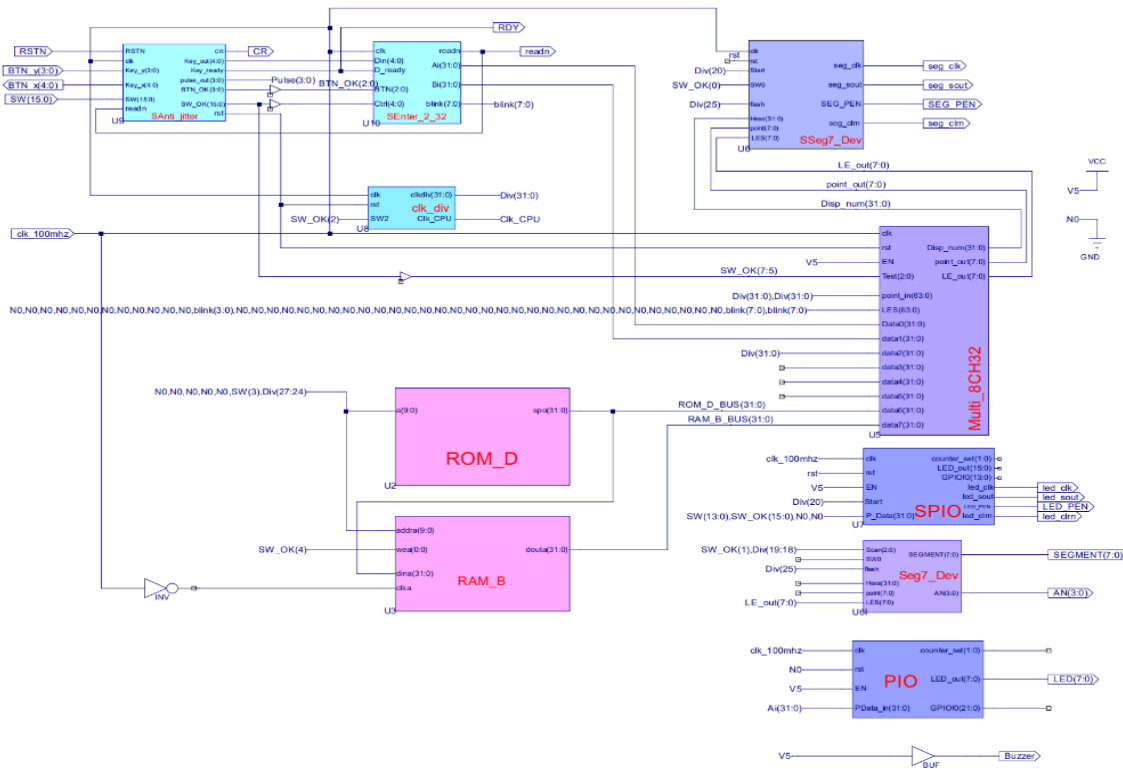 RSTN
BTN_y(3:0)
BTN_x(4:0)
SW(15:0)
RSTN
clk
Key_y(3:0)
Key_x(4:0)
SW(15:0)
readn
CR
Key_out(4:0)
Key_ready
pulse_out(3:0)
BTN_OK(3:0)
SW_OK(15:0)
rst
U9
SAnti_jitter
CR
RDY
readn
Pulse(3:0)
BTN_OK(2:0)
clk
Din(4:0)
D_ready
BTN(2:0)
Ctrl(4:0)
readn
Ai(31:0)
Bi(31:0)
blink(7:0)
U10
SEnter_2_32
blink(7:0)
rst
Div(20)
SW_OK(0)
Div(25)
clk
rst
Start
SW0
flash
Hexs(31:0)
point(7:0)
LES(7:0)
seg_clk
seg_sout
SEG_PEN
seg_clrn
U6
SSeg7_Dev
seg_clk
seg_sout
SEG_PEN
seg_clrn
LE_out(7:0)
point_out(7:0)
Disp_num(31:0)
VCC
V5
N0
GND
clk
rst
SW2
clkdiv(31:0)
clk_div
Clk_CPU
U8
SW_OK(2)
Div(31:0)
Clk_CPU
clk_100mhz
V5
SW_OK(7:5)
Div(31:0),Div(31:0)
N0,N0,N0,N0,N0,N0,N0,N0,N0,N0,N0,N0,blink(3:0),N0,N0,N0,N0,N0,N0,N0,N0,N0,N0,N0,N0,N0,N0,N0,N0,N0,N0,N0,N0,N0,N0,N0,N0,N0,N0,N0,N0,N0,N0,N0,N0,blink(7:0),blink(7:0)
Div(31:0)
clk
rst
EN
Test(2:0)
point_in(63:0)
LES(63:0)
Data0(31:0)
data1(31:0)
data2(31:0)
data3(31:0)
data4(31:0)
data5(31:0)
data6(31:0)
data7(31:0)
Disp_num(31:0)
point_out(7:0)
LE_out(7:0)
Multi_8CH32
U5
N0,N0,N0,N0,N0,SW(3),Div(27:24)
a(9:0)
spo(31:0)
ROM_D
U2
ROM_D_BUS(31:0)
RAM_B_BUS(31:0)
SW_OK(4)
addra(9:0)
wea(0:0)
dina(31:0)
clka
douta(31:0)
RAM_B
U3
INV
clk_100mhz
rst
V5
Div(20)
SW(13:0),SW_OK(15:0),N0,N0
clk
rst
EN
Start
P_Data(31:0)
counter_set(1:0)
LED_out(15:0)
GPIOf0(13:0)
led_clk
led_sout
LED_PEN
led_clrn
SPIO
U7
led_clk
led_sout
LED_PEN
led_clrn
SW_OK(1),Div(19:18)
Div(25)
LE_out(7:0)
Scan(2:0)
SW0
flash
Hexs(31:0)
point(7:0)
LES(7:0)
SEGMENT(7:0)
AN(3:0)
Seg7_Dev
U61
SEGMENT(7:0)
AN(3:0)
clk_100mhz
N0
V5
Ai(31:0)
clk
rst
EN
PData_in(31:0)
counter_set(1:0)
LED_out(7:0)
GPIOf0(21:0)
PIO
LED(7:0)
V5
BUF
Buzzer